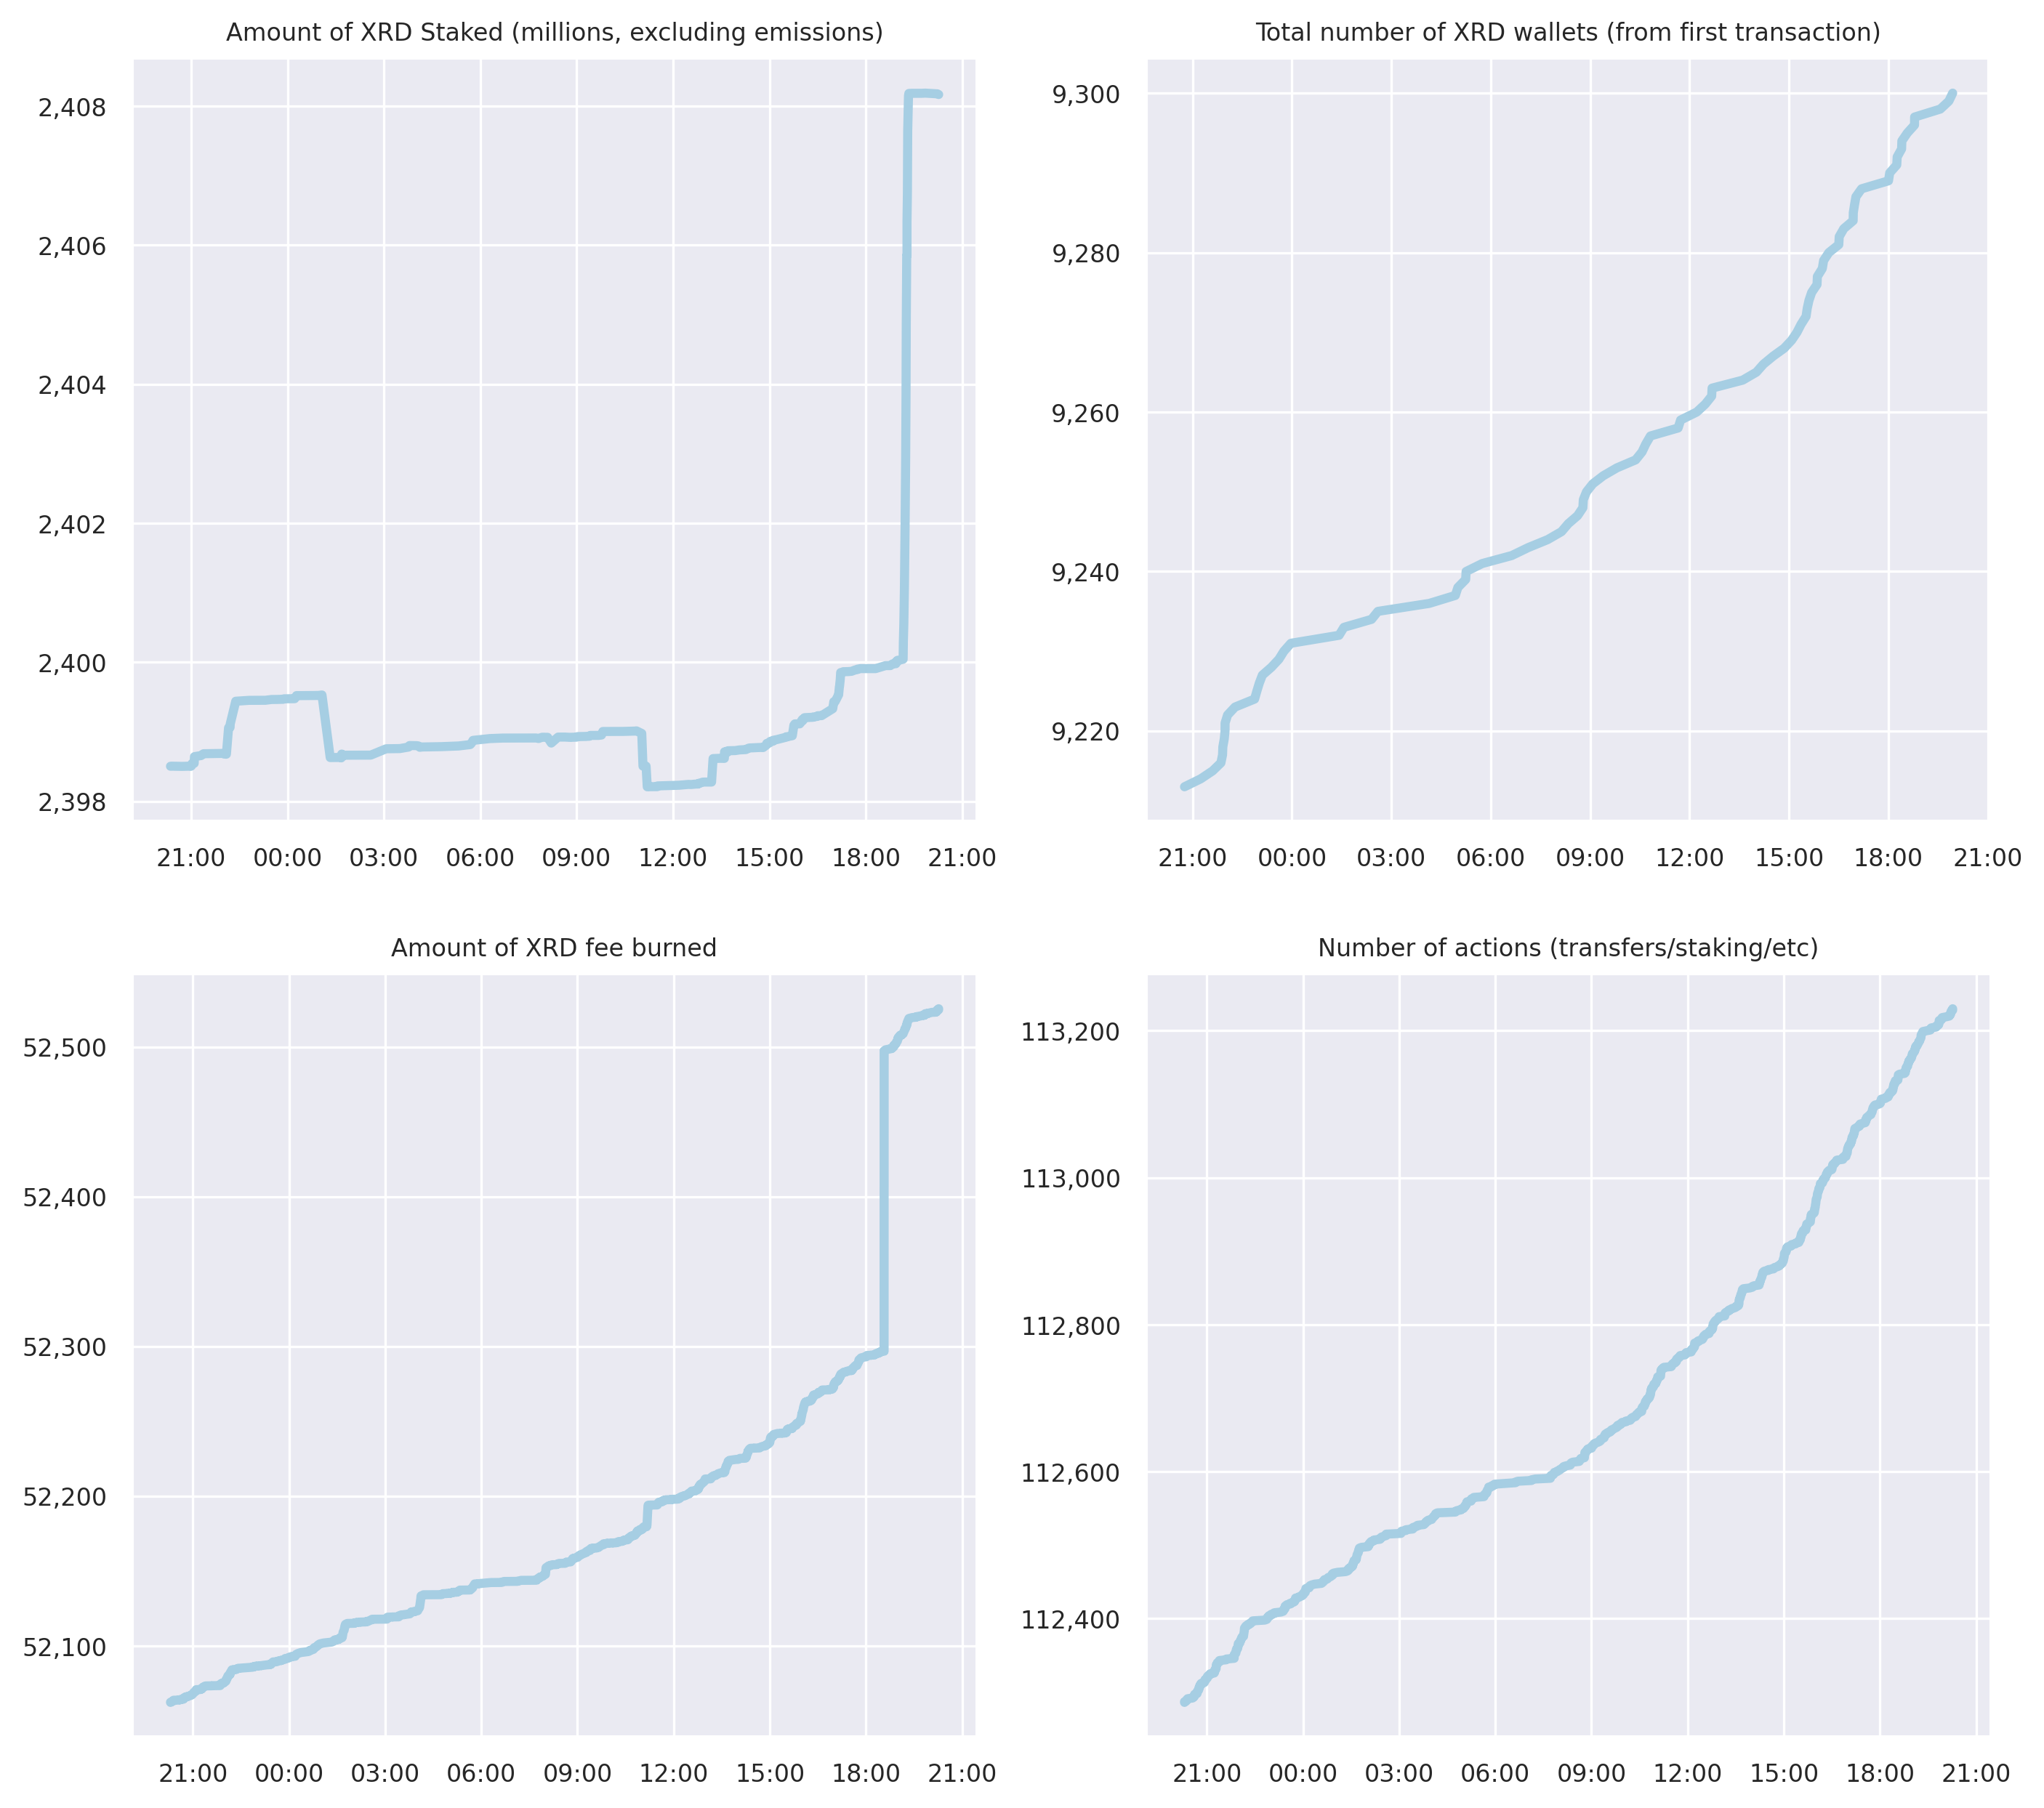 Amount of XRD Staked (millions, excluding emissions)
2,408
2,406
2,404
2,402
2,400
2,398
21:00 00:00 03:00 06:00 09:00 12:00 15:00 18:00 21:00
Total number of XRD wallets (from first transaction)
9,300
9,280
9,260
9,240
9,220
21:00 00:00 03:00 06:00 09:00 12:00 15:00 18:00 21:00
Amount of XRD fee burned
52,500
52,400
52,300
52,200
52,100
21:00 00:00 03:00 06:00 09:00 12:00 15:00 18:00 21:00
Number of actions (transfers/staking/etc)
113,200
113,000
112,800
112,600
112,400
21:00 00:00 03:00 06:00 09:00 12:00 15:00 18:00 21:00